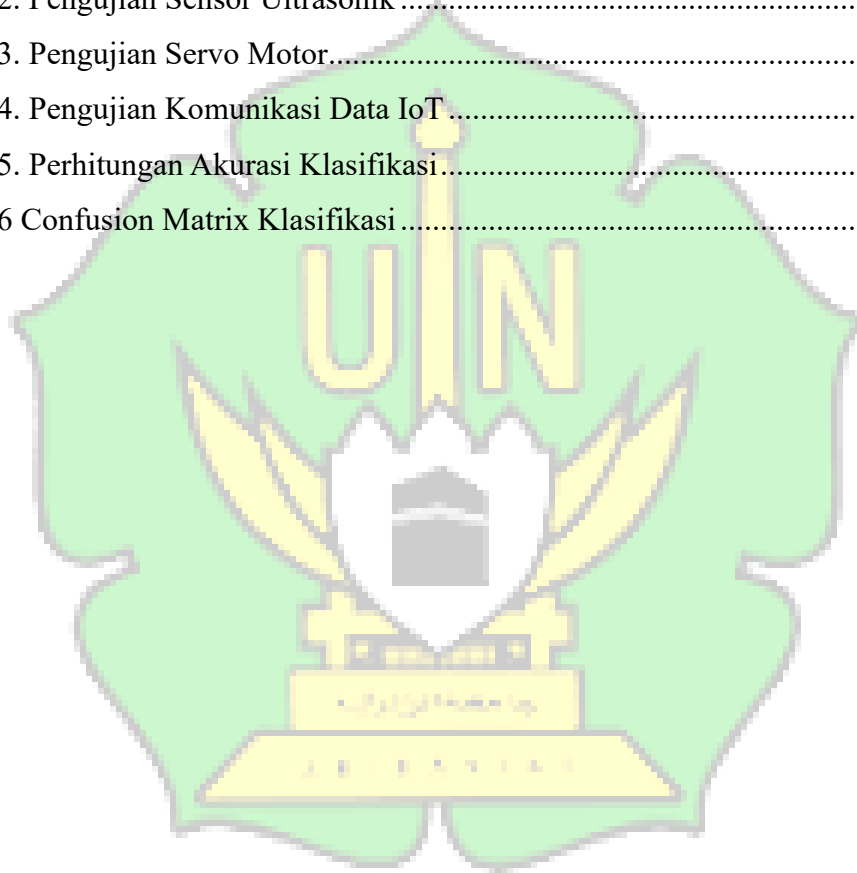 2. Pengujian Sensor Ultrasonik ..........................................................
3. Pengujian Servo Motor..................................................................
4. Pengujian Komunikasi Data IoT ...................................................
5. Perhitungan Akurasi Klasifikasi.....................................................
6 Confusion Matrix Klasifikasi ..........................................................
U I N